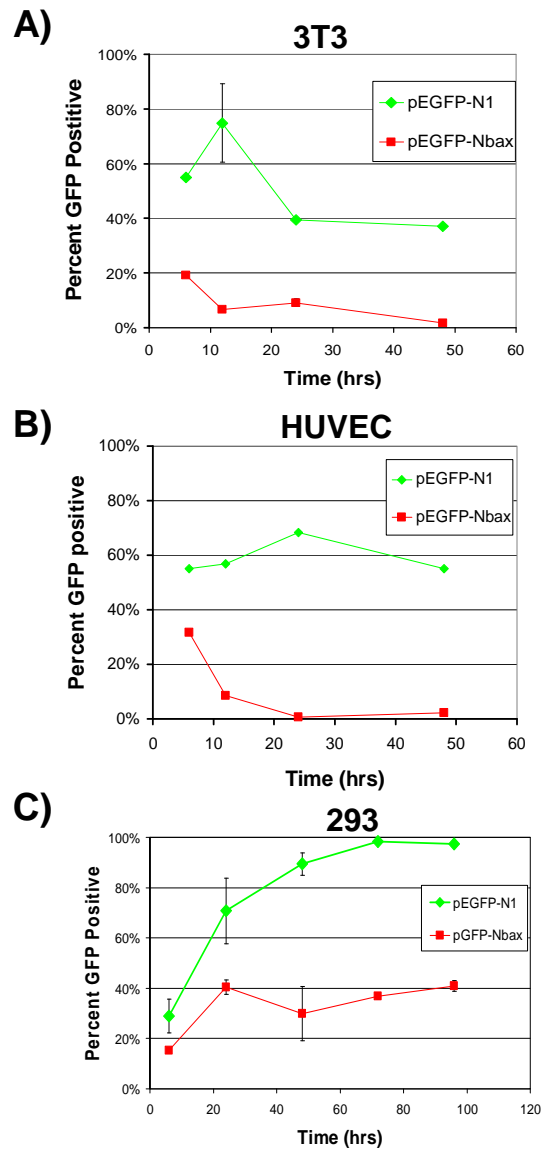 A)
3T3
Percent GFP Postitive
100%
80%
60%
40%
20%
0%
pEGFP-N1
pEGFP-Nbax
0 10 20 30 40 50 60
Time (hrs)
B)
HUVEC
Percent GFP positive
100%
80%
60%
40%
20%
0%
pEGFP-N1
pEGFP-Nbax
0 10 20 30 40 50 60
Time (hrs)
C)
293
Percent GFP Positive
100%
80%
60%
40%
20%
0%
pEGFP-N1
pGFP-Nbax
0 20 40 60 80 100 120
Time (hrs)